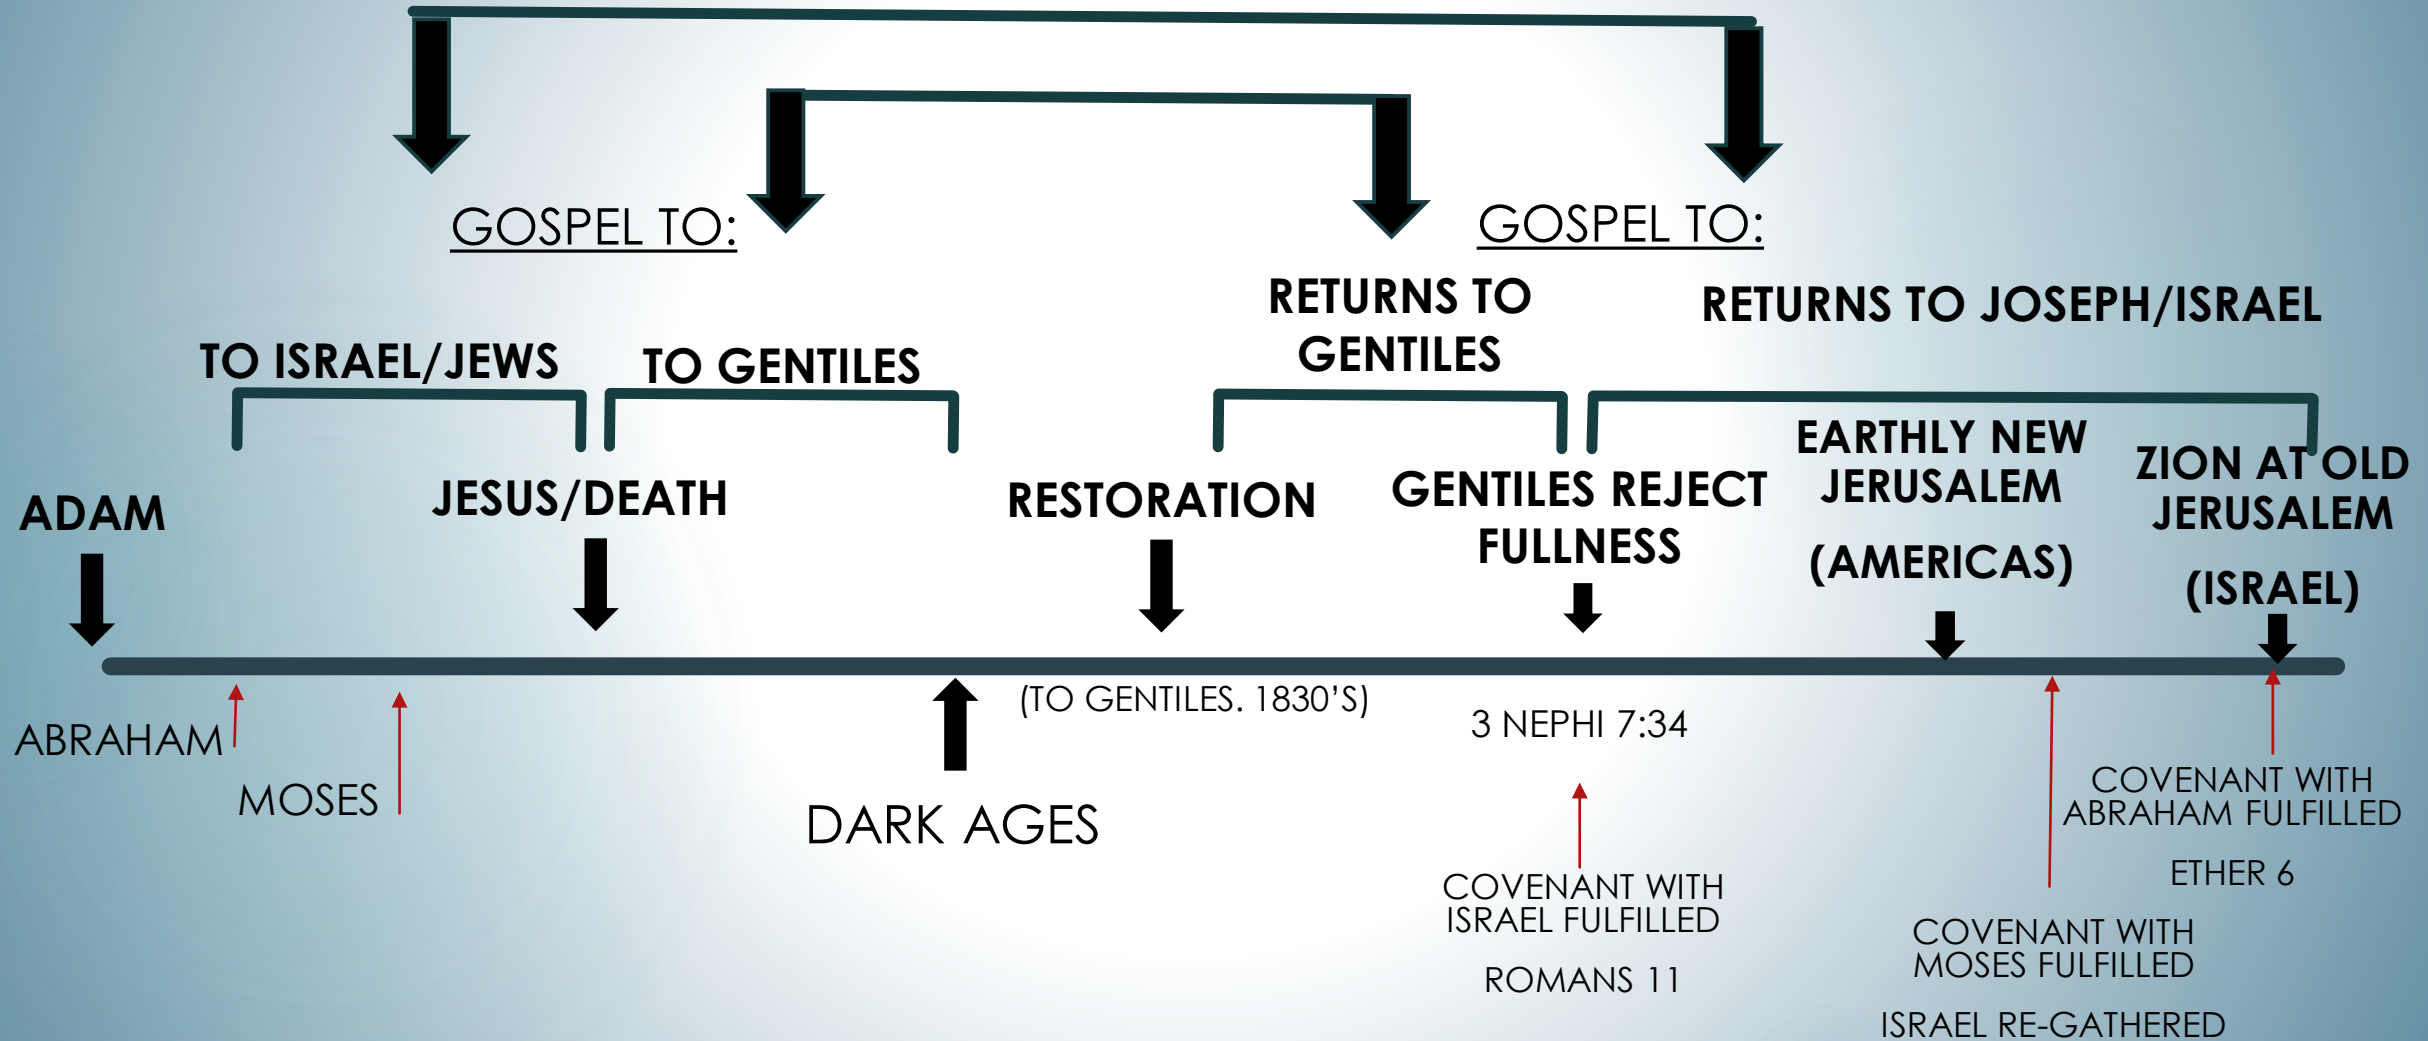 GOSPEL TO:
GOSPEL TO:
TO ISRAEL/JEWS
TO GENTILES
RETURNS TO
GENTILES
RETURNS TO JOSEPH/ISRAEL
ADAM
JESUS/DEATH
RESTORATION
GENTILES REJECT
FULLNESS
EARTHLY NEW
JERUSALEM
(AMERICAS)
ZION AT OLD
JERUSALEM
(ISRAEL)
ABRAHAM
MOSES
DARK AGES
(TO GENTILES. 1830’S)
3 NEPHI 7:34
COVENANT WITH
ISRAEL FULFILLED
ROMANS 11
COVENANT WITH
MOSES FULFILLED
ISRAEL RE-GATHERED
COVENANT WITH
ABRAHAM FULFILLED
ETHER 6